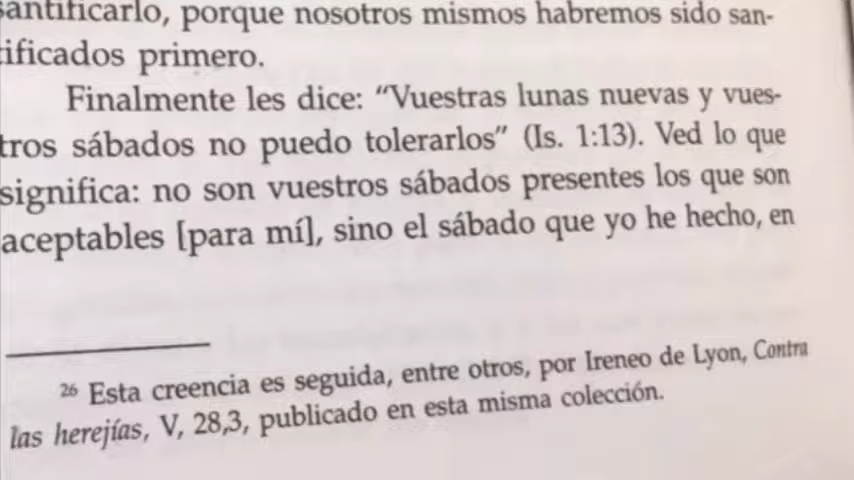 santificarlo, porque nosotros mismos habremos sido san-
tificados primero.
Finalmente les dice: “Vuestras lunas nuevas y vues-
tros sábados no puedo tolerarlos” (Is. 1:13). Ved lo que
significa: no son vuestros sábados presentes los que son
aceptables [para mí], sino el sábado que yo he hecho, en
26 Esta creencia es seguida, entre otros, por Ireneo de Lyon, Contra
las herejías, V, 28,3, publicado en esta misma colección.